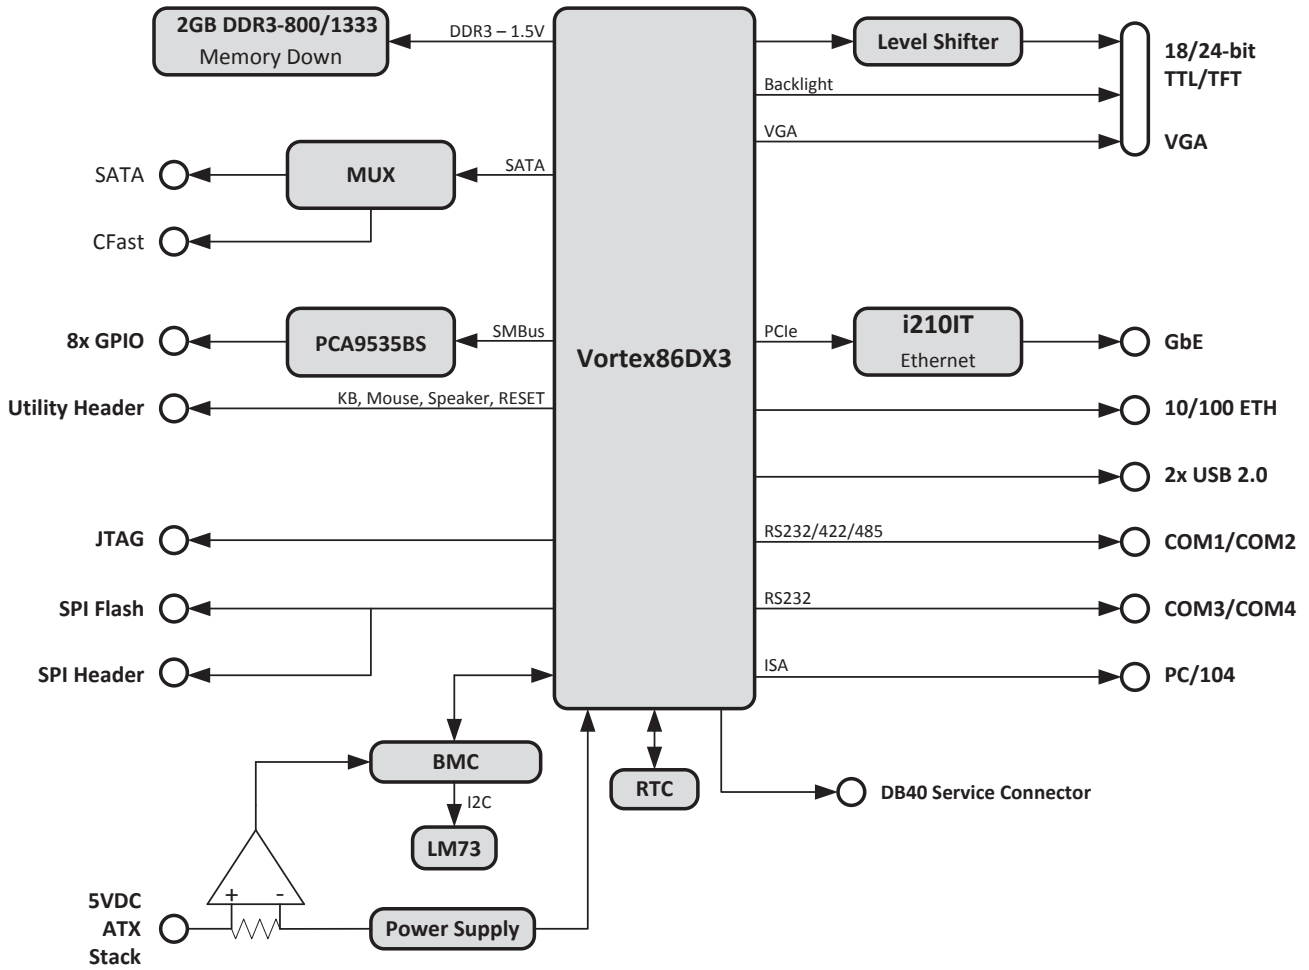 2GB DDR3-800/1333
Memory Down
DDR3 – 1.5V
Level Shifter
18/24-bit
TTL/TFT
Backlight
VGA
VGA
SATA
MUX
SATA
CFast
8x GPIO
PCA9535BS
SMBus
Vortex86DX3
PCIe
i210IT
Ethernet
GbE
Utility Header
KB, Mouse, Speaker, RESET
10/100 ETH
2x USB 2.0
JTAG
RS232/422/485
COM1/COM2
SPI Flash
RS232
COM3/COM4
SPI Header
ISA
PC/104
BMC
RTC
DB40 Service Connector
I2C
LM73
+ -
5VDC
ATX
Stack
Power Supply